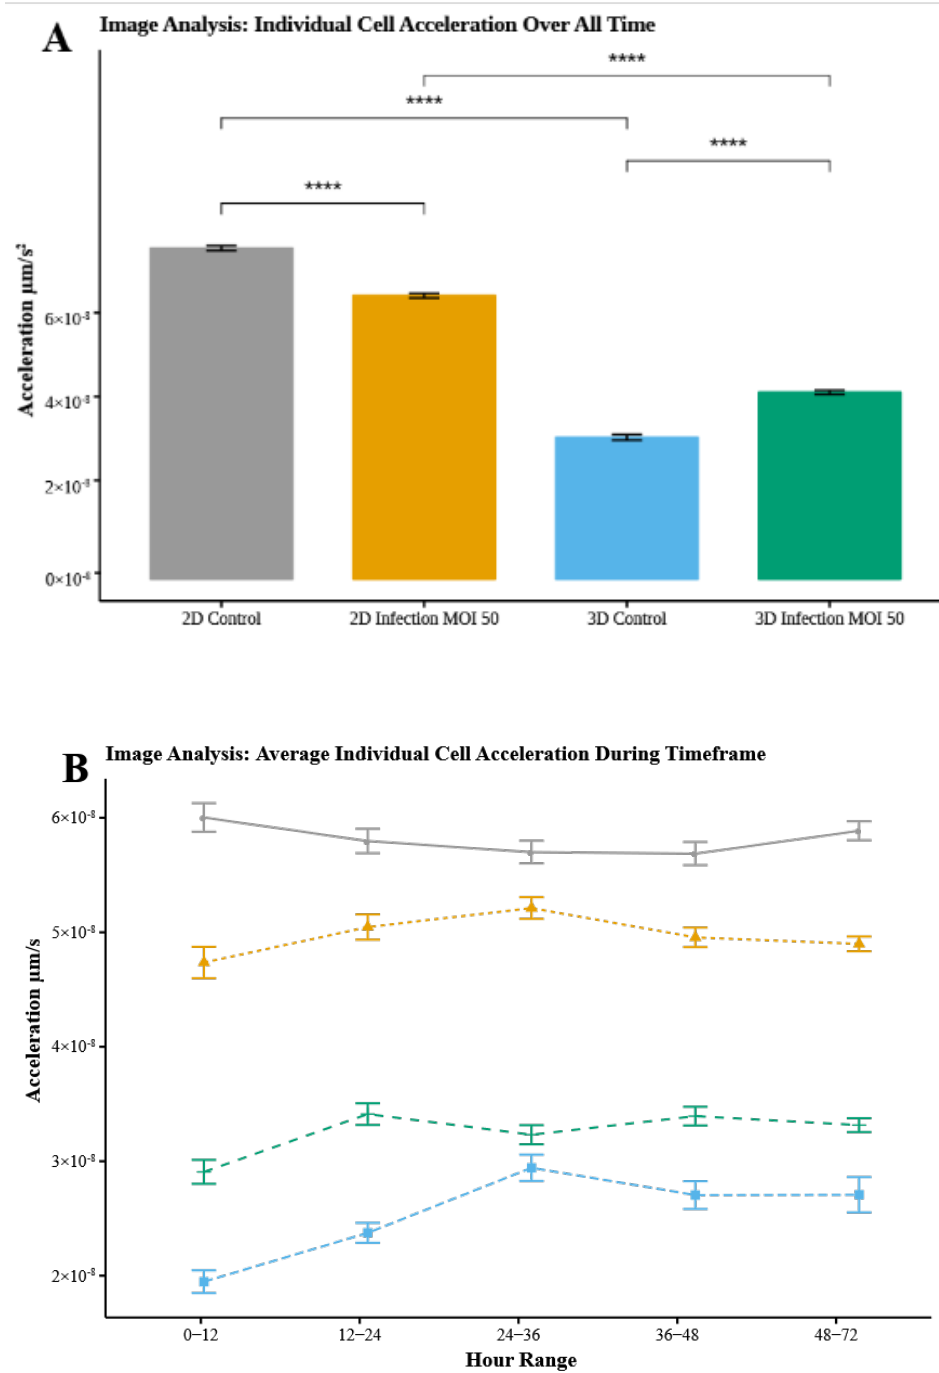 A
Image Analysis: Individual Cell Acceleration Over All Time
****
****
****
****
Acceleration μm/s²
6×10⁻⁸
4×10⁻⁸
2×10⁻⁸
0×10⁻⁸
2D Control
2D Infection MOI 50
3D Control
3D Infection MOI 50
B
Image Analysis: Average Individual Cell Acceleration During Timeframe
Acceleration μm/s
6×10⁻⁸
5×10⁻⁸
4×10⁻⁸
3×10⁻⁸
2×10⁻⁸
0−12
12−24
24−36
36−48
48−72
Hour Range